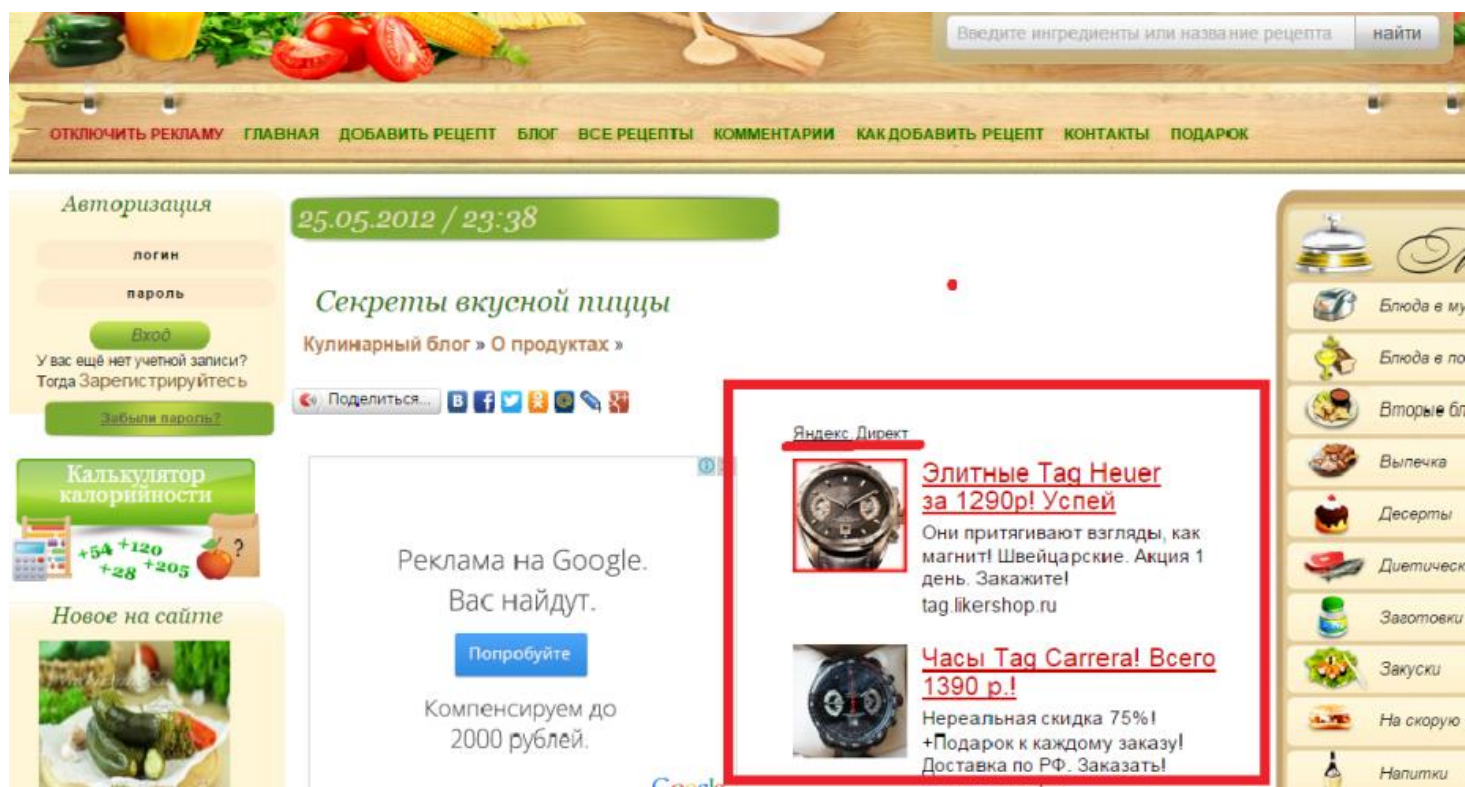 Введите ингредиенты или название рецепта
найти
ОТКЛЮЧИТЬ РЕКЛАМУ ГЛАВНАЯ ДОБАВИТЬ РЕЦЕПТ БЛОГ ВСЕ РЕЦЕПТЫ КОММЕНТАРИИ КАК ДОБАВИТЬ РЕЦЕПТ КОНТАКТЫ ПОДАРОК
Авторизация
логин
пароль
Вход
У вас ещё нет учетной записи?
Тогда Зарегистрируйтесь
Забыли пароль?
Калькулятор
калорийности
+54 +120
+28 +205
?
Новое на сайте
25.05.2012 / 23:38
Секреты вкусной пиццы
Кулинарный блог » О продуктах »
Поделиться...
Реклама на Google.
Вас найдут.
Попробуйте
Компенсируем до
2000 рублей.
Google
Яндекс.Директ
Элитные Tag Heuer
за 1290р! Успей
Они притягивают взгляды, как
магнит! Швейцарские. Акция 1
день. Закажите!
tag.likershop.ru
Часы Tag Carrera! Всего
1390 р.!
Нереальная скидка 75%!
+Подарок к каждому заказу!
Доставка по РФ. Заказать!
Блюда в му
Блюда в по
Вторые бл
Выпечка
Десерты
Диетическ
Заготовки
Закуски
На скорую
Напитки